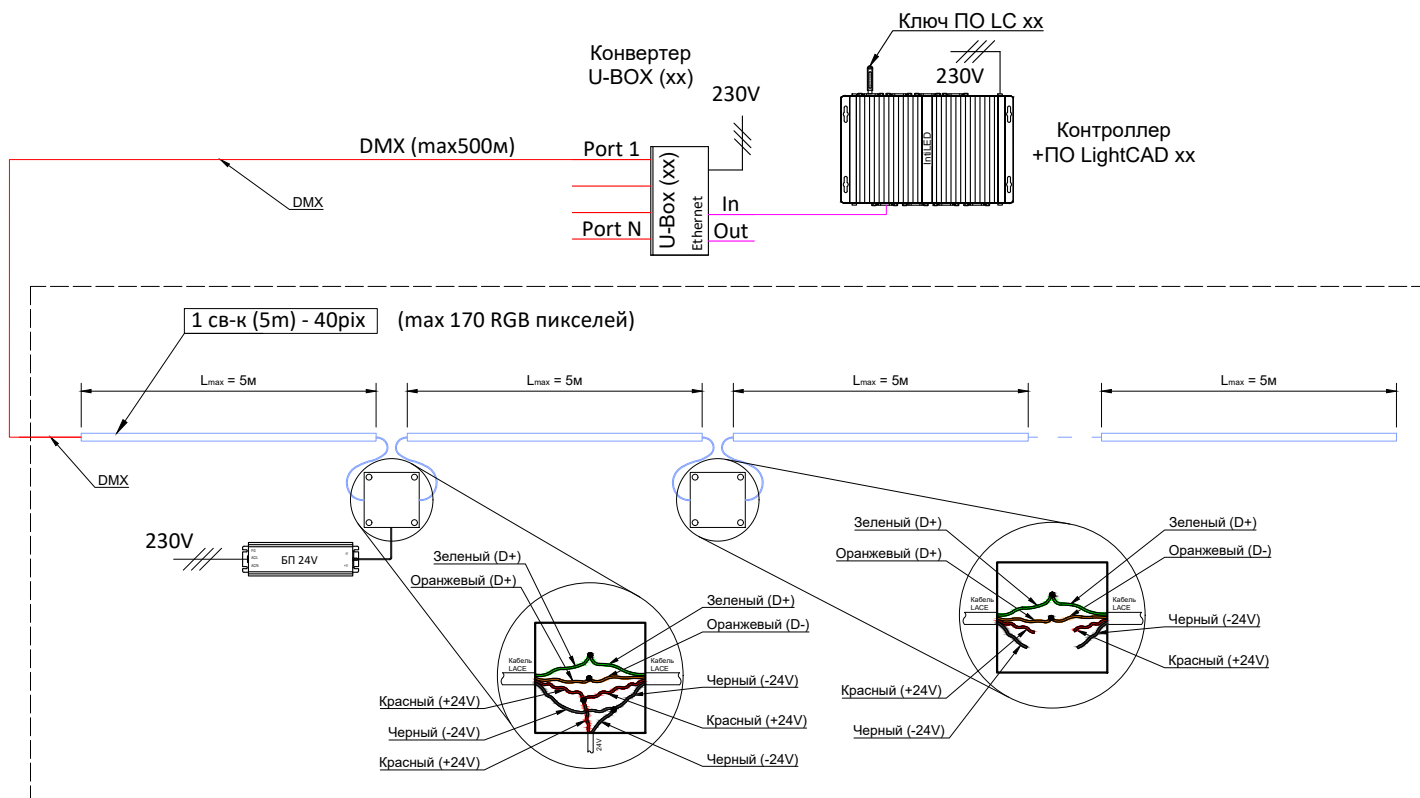 Ключ ПО LC xx
Конвертер
U-BOX (xx)
230V
230V
Контроллер
+ПО LightCAD xx
IntiLED
DMX (max500м)
Port 1
U-Box (xx)
Ethernet
In
Out
Port N
DMX
1 св-к (5m) - 40pix
(max 170 RGB пикселей)
Lmax = 5м
Lmax = 5м
Lmax = 5м
Lmax = 5м
DMX
230V
БП 24V
Зеленый (D+)
Оранжевый (D+)
Зеленый (D+)
Оранжевый (D-)
Кабель
LACE
Кабель
LACE
Черный (-24V)
Красный (+24V)
Красный (+24V)
Черный (-24V)
Красный (+24V)
Черный (-24V)
24V
Зеленый (D+)
Оранжевый (D+)
Зеленый (D+)
Оранжевый (D-)
Кабель
LACE
Кабель
LACE
Черный (-24V)
Красный (+24V)
Красный (+24V)
Черный (-24V)